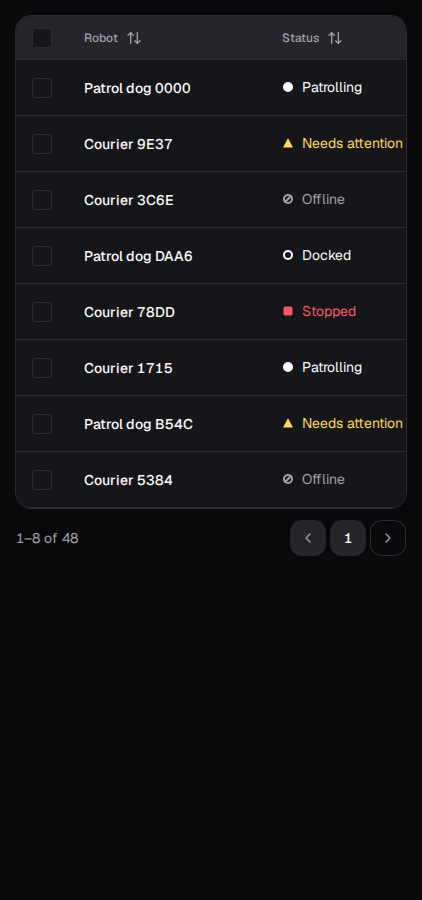 Robot Status
Patrol dog 0000 Patrolling
Courier 9E37 Needs attention
Courier 3C6E Offline
Patrol dog DAA6 Docked
Courier 78DD Stopped
Courier 1715 Patrolling
Patrol dog B54C Needs attention
Courier 5384 Offline
1–8 of 48 1